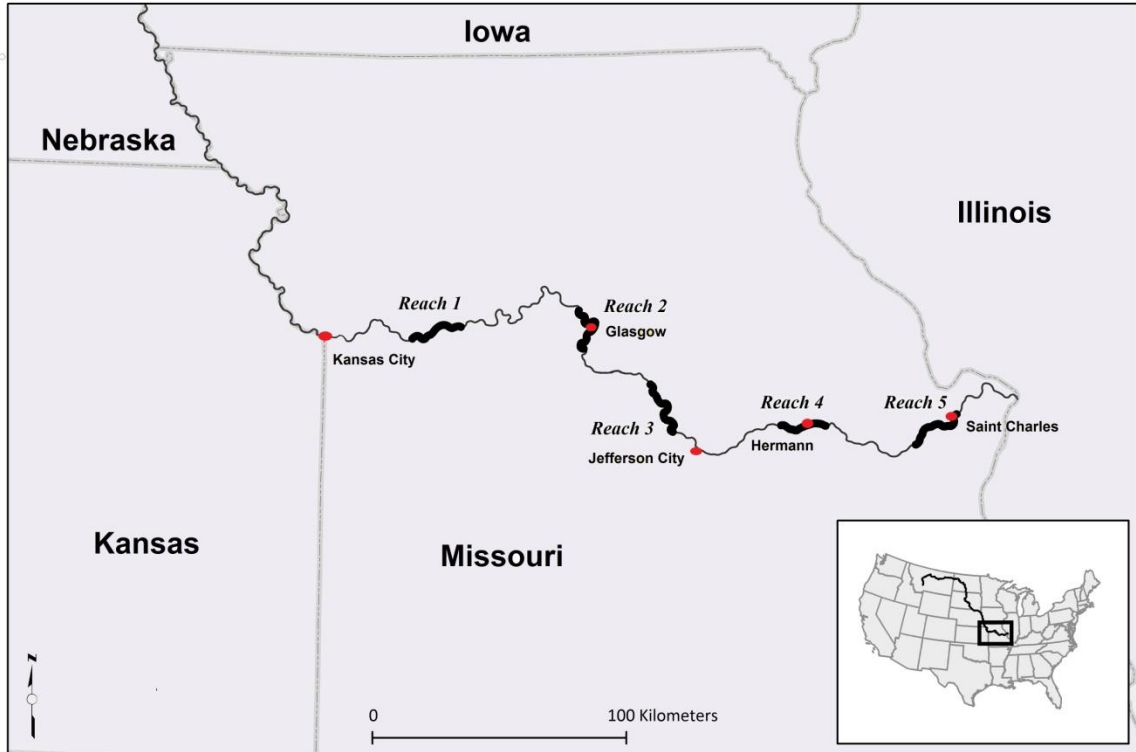 Iowa
Nebraska
Illinois
Reach 1
Reach 2
Glasgow
Kansas City
Reach 4
Reach 5
Reach 3
Saint Charles
Hermann
Jefferson City
Kansas
Missouri
N
0
100 Kilometers